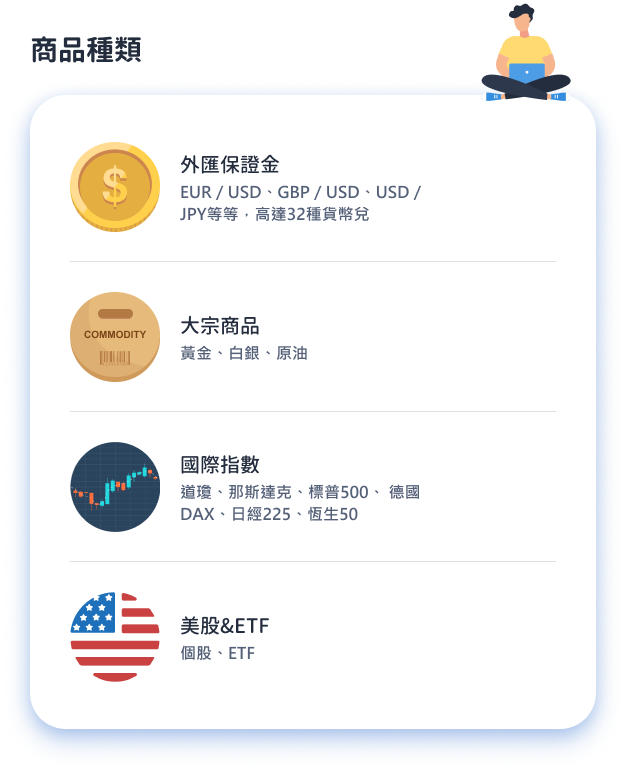 商品種類
$
外匯保證金
EUR / USD、GBP / USD、USD /
JPY等等，高達32種貨幣兌
COMMODITY
大宗商品
黃金、白銀、原油
國際指數
道瓊、那斯達克、標普500、 德國
DAX、日經225、恆生50
美股&ETF
個股、ETF